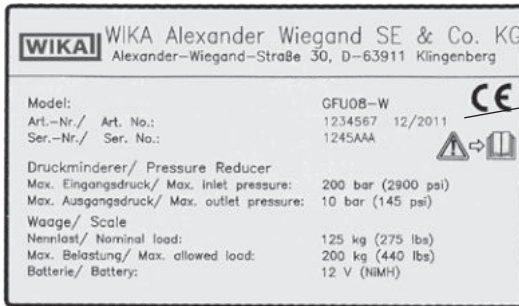 WIKA
WIKA Alexander Wiegand SE & Co. KG
Alexander-Wiegand-Straße 30, D-63911 Klingenberg
Model: GFU08-W
CE
Art.-Nr./ Art. No.: 1234567 12/2011
Ser.-Nr./ Ser. No.: 1245AAA
Druckminderer/ Pressure Reducer
Max. Eingangsdruck/ Max. inlet pressure: 200 bar (2900 psi)
Max. Ausgangsdruck/ Max. outlet pressure: 10 bar (145 psi)
Waage/ Scale
Nennlast/ Nominal load: 125 kg (275 lbs)
Max. Belastung/ Max. allowed load: 200 kg (440 lbs)
Batterie/ Battery: 12 V (NiMH)